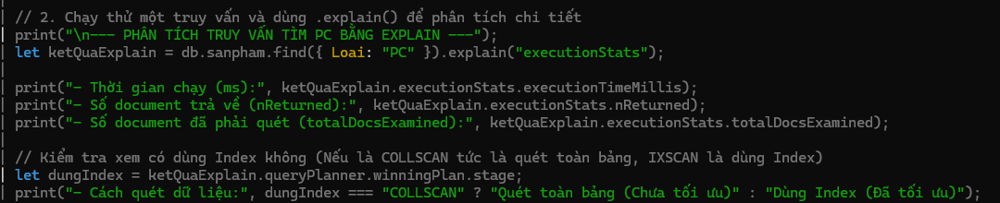 | // 2. Chạy thử một truy vấn và dùng .explain() để phân tích chi tiết
| print("\n--- PHÂN TÍCH TRUY VẤN TÌM PC BẰNG EXPLAIN ---");
| let ketQuaExplain = db.sanpham.find({ Loai: "PC" }).explain("executionStats");
|
| print("- Thời gian chạy (ms):", ketQuaExplain.executionStats.executionTimeMillis);
| print("- Số document trả về (nReturned):", ketQuaExplain.executionStats.nReturned);
| print("- Số document đã phải quét (totalDocsExamined):", ketQuaExplain.executionStats.totalDocsExamined);
|
| // Kiểm tra xem có dùng Index không (Nếu là COLLSCAN tức là quét toàn bảng, IXSCAN là dùng Index)
| let dungIndex = ketQuaExplain.queryPlanner.winningPlan.stage;
| print("- Cách quét dữ liệu:", dungIndex === "COLLSCAN" ? "Quét toàn bảng (Chưa tối ưu)" : "Dùng Index (Đã tối ưu)");